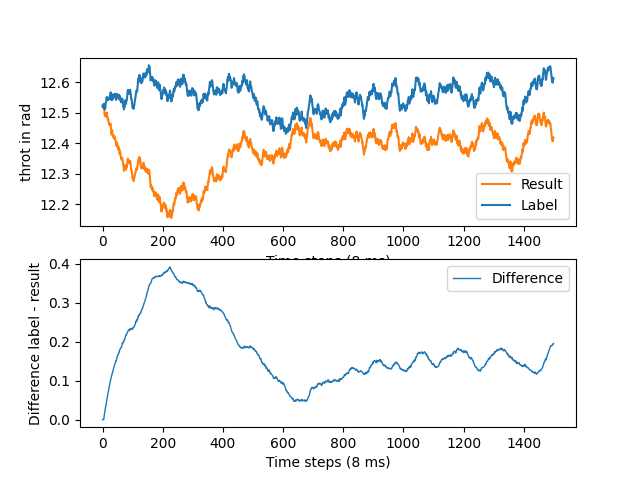 throt in rad
12.6
12.5
12.4
12.3
12.2
Result
Label
0 200 400 600 800 1000 1200 1400
Time steps (8 ms)
Difference label - result
0.4
0.3
0.2
0.1
0.0
Difference
0 200 400 600 800 1000 1200 1400
Time steps (8 ms)